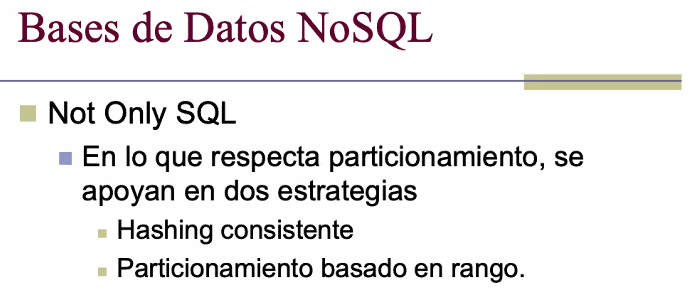 Bases de Datos NoSQL
Not Only SQL
En lo que respecta particionamiento, se
apoyan en dos estrategias
Hashing consistente
Particionamiento basado en rango.